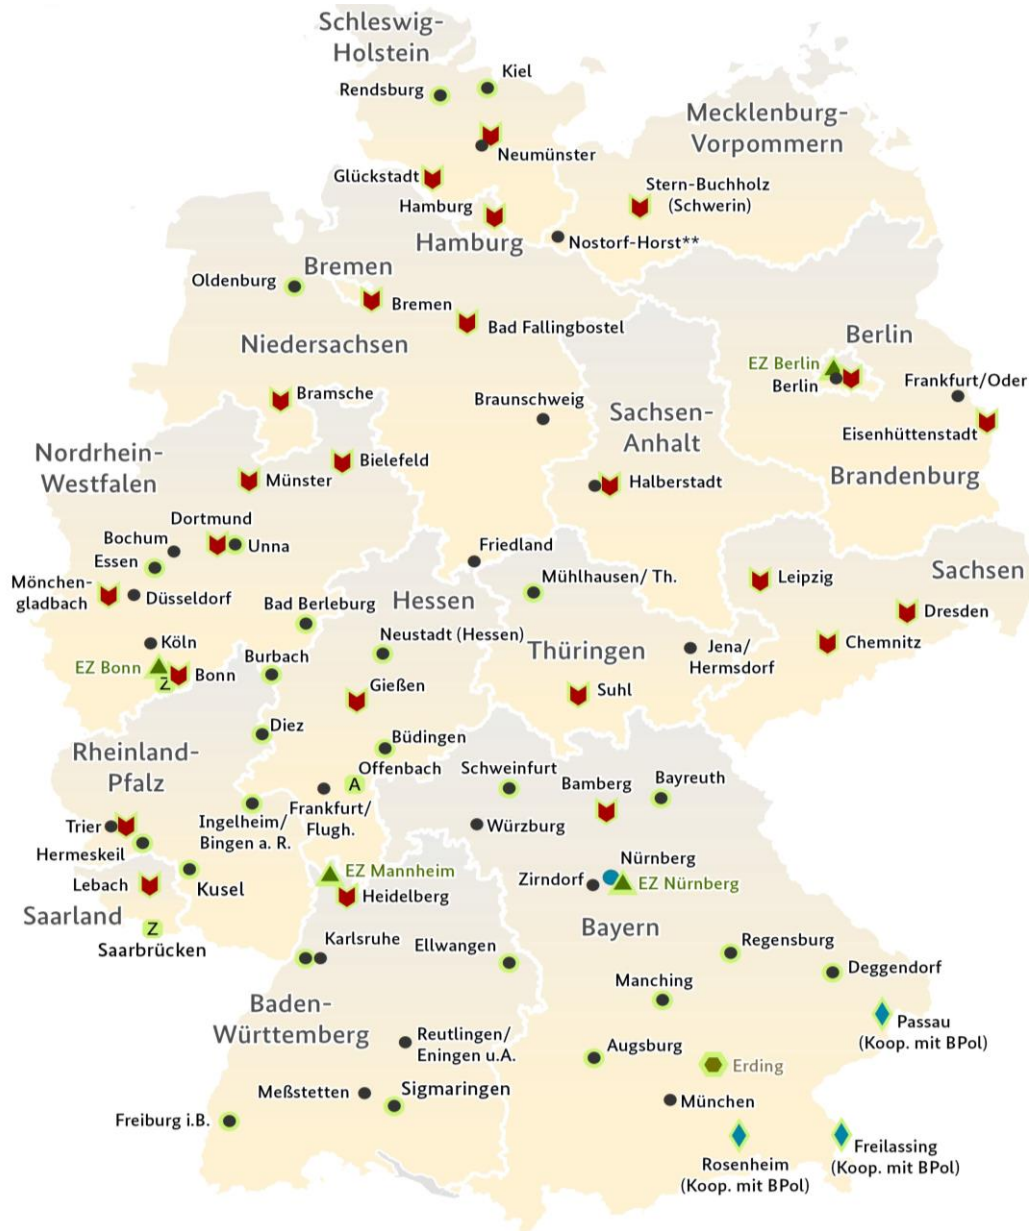 Schleswig-
Holstein
Kiel
Rendsburg
Mecklenburg-
Vorpommern
Neumünster
Glückstadt
Stern-Buchholz
(Schwerin)
Hamburg
Hamburg
Nostorf-Horst**
Bremen
Oldenburg
Bremen
Bad Fallingbostel
Niedersachsen
Berlin
EZ Berlin
Berlin
Frankfurt/Oder
Bramsche
Braunschweig
Sachsen-
Anhalt
Eisenhüttenstadt
Nordrhein-
Westfalen
Bielefeld
Münster
Halberstadt
Brandenburg
Dortmund
Bochum
Unna
Essen
Friedland
Mühlhausen/ Th.
Leipzig
Sachsen
Mönchen-
gladbach
Düsseldorf
Bad Berleburg
Hessen
Dresden
Köln
Neustadt (Hessen)
Thüringen
Jena/
Hermsdorf
Chemnitz
EZ Bonn
Z
Bonn
Burbach
Gießen
Suhl
Diez
Büdingen
Rheinland-
Pfalz
Offenbach
A
Schweinfurt
Bamberg
Bayreuth
Ingelheim/
Bingen a. R.
Frankfurt/
Flugh.
Trier
Würzburg
Hermeskeil
Nürnberg
Lebach
Kusel
EZ Mannheim
Zirndorf
EZ Nürnberg
Heidelberg
Saarland
Z
Saarbrücken
Bayern
Karlsruhe
Ellwangen
Regensburg
Deggendorf
Manching
Baden-
Württemberg
Passau
(Koop. mit BPol)
Reutlingen/
Eningen u.A.
Augsburg
Erding
Meßstetten
Sigmaringen
München
Freiburg i.B.
Rosenheim
(Koop. mit BPol)
Freilassing
(Koop. mit BPol)